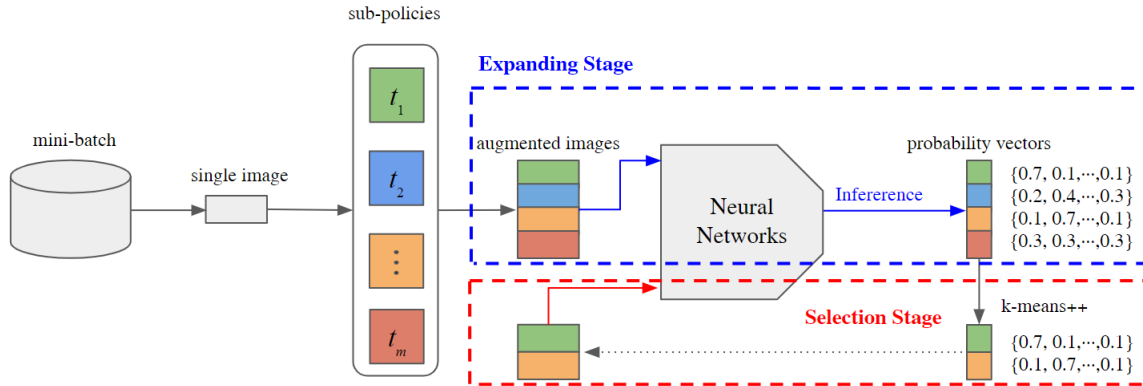 sub-policies
Expanding Stage
t1
mini-batch
augmented images
probability vectors
single image
{0.7, 0.1,⋯,0.1}
t2
Infererence
{0.2, 0.4,⋯,0.3}
Neural
Networks
{0.1, 0.7,⋯,0.1}
{0.3, 0.3,⋯,0.3}
⋮
k-means++
Selection Stage
tm
{0.7, 0.1,⋯,0.1}
{0.1, 0.7,⋯,0.1}